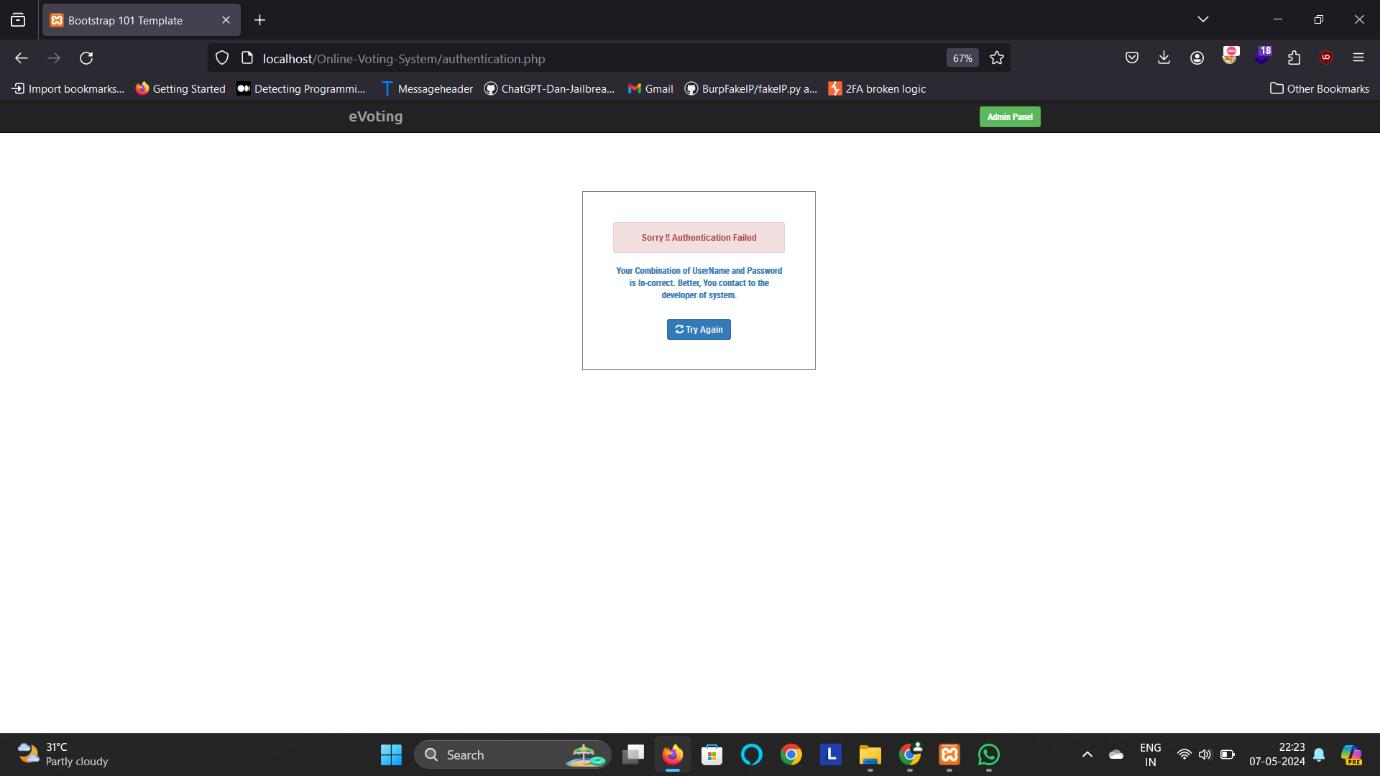 Bootstrap 101 Template
localhost/Online-Voting-System/authentication.php
67%
18
Import bookmarks...
Getting Started
Detecting Programmi...
Messageheader
ChatGPT-Dan-Jailbrea...
Gmail
BurpFakeIP/fakeIP.py a...
2FA broken logic
Other Bookmarks
eVoting
Admin Panel
Sorry !! Authentication Failed
Your Combination of UserName and Password
is In-correct. Better, You contact to the
developer of system.
Try Again
31°C
Partly cloudy
Search
L
ENG
IN
22:23
07-05-2024
PRE